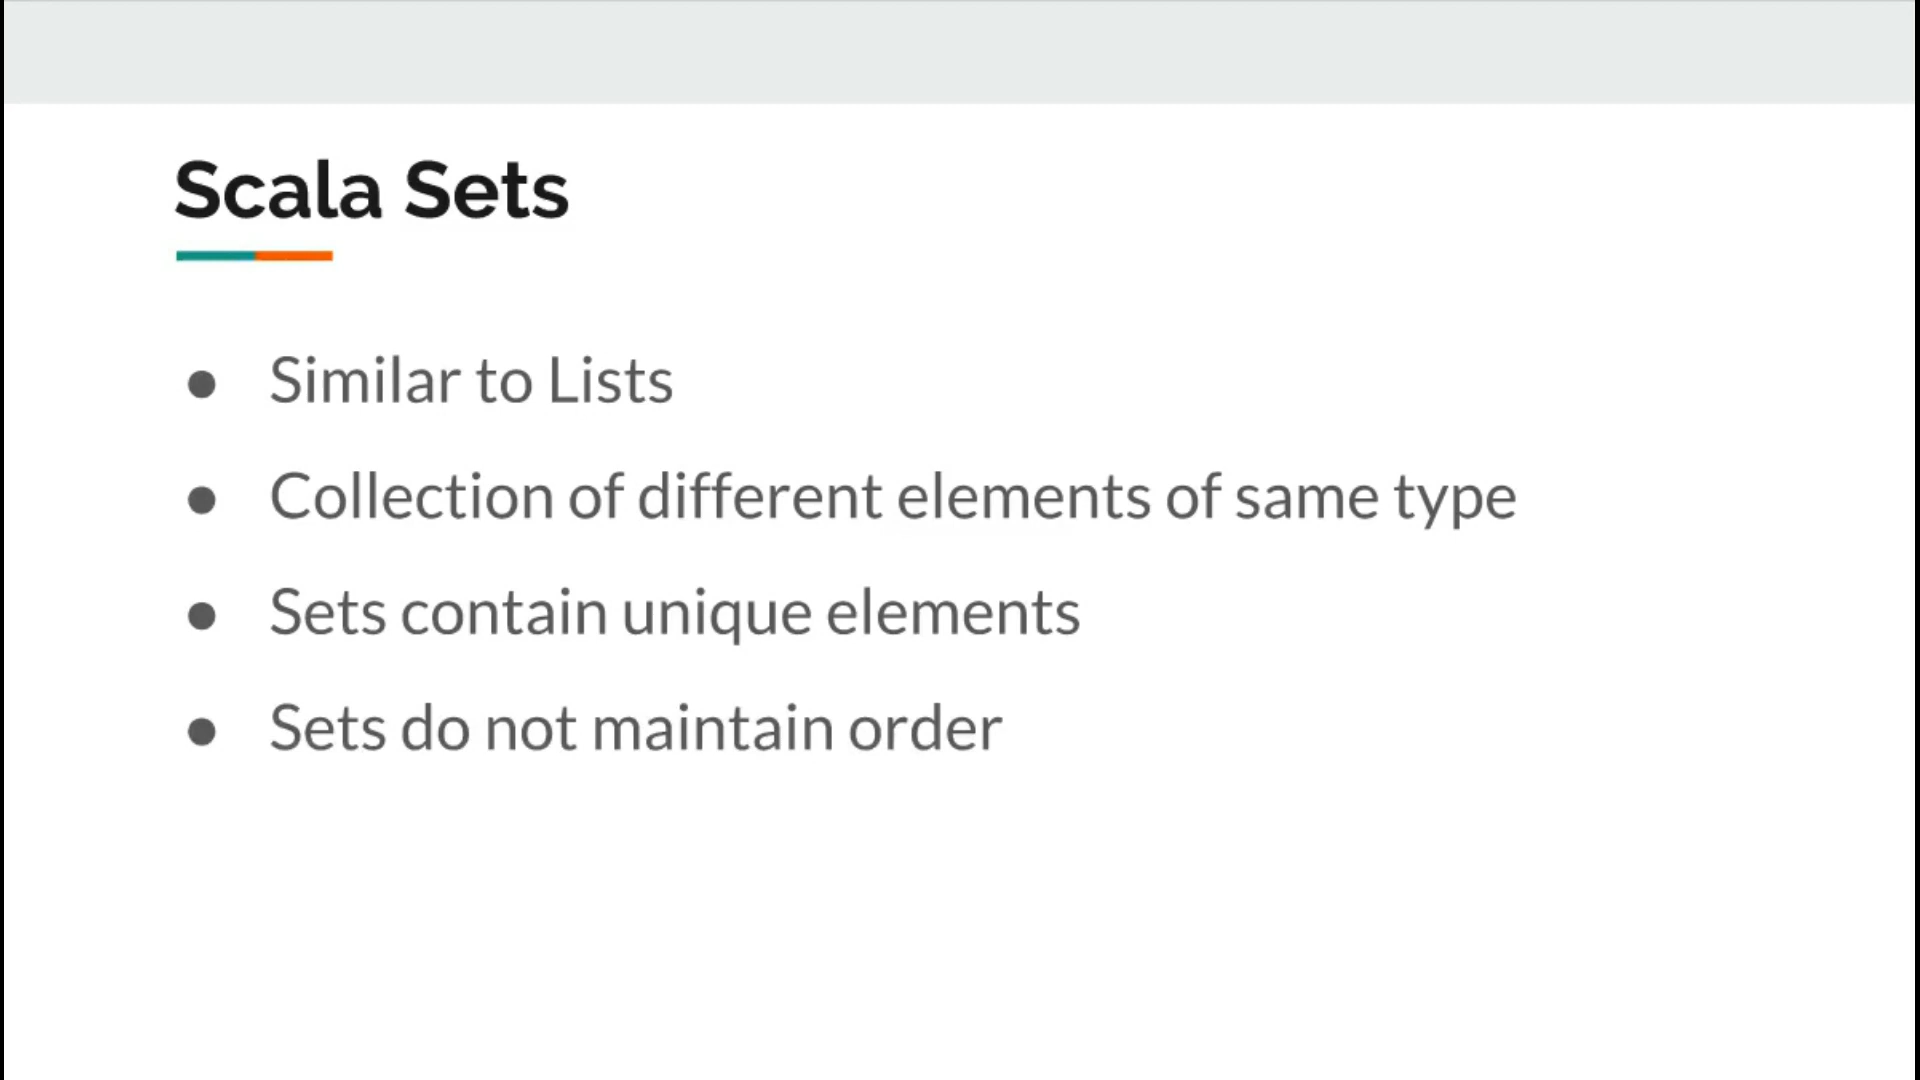 Scala Sets
● Similar to Lists
● Collection of different elements of same type
● Sets contain unique elements
● Sets do not maintain order